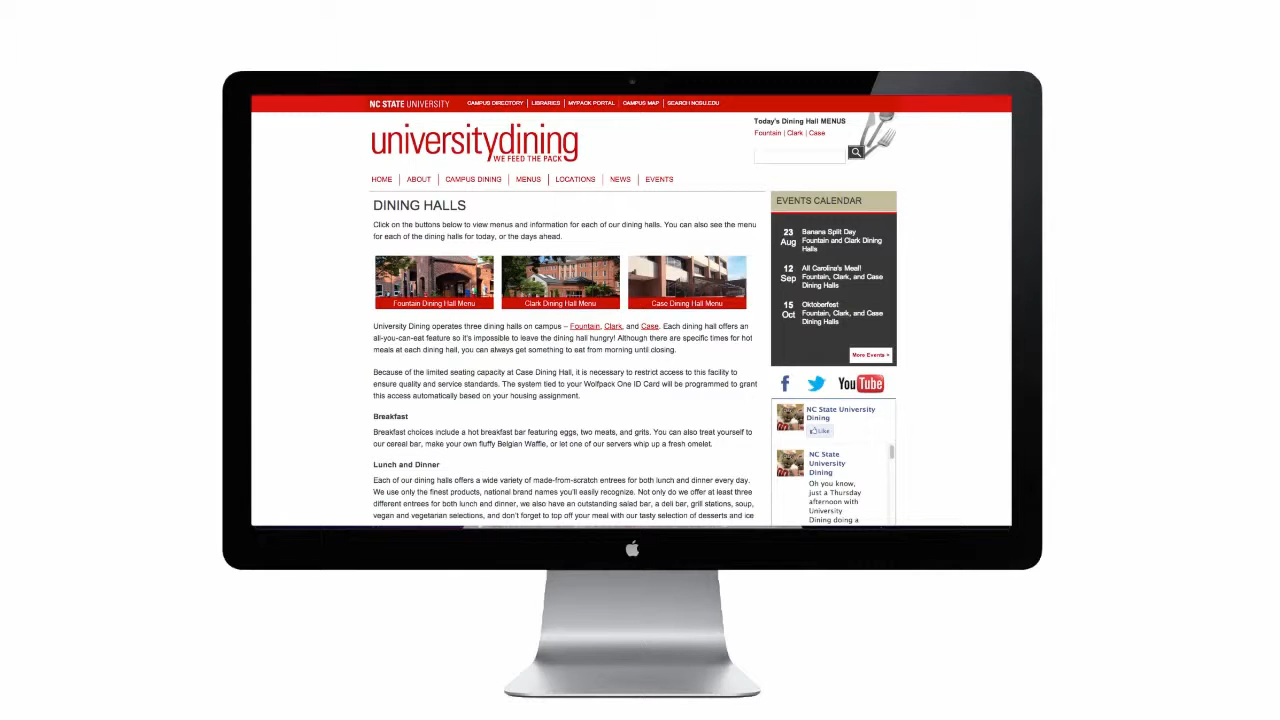 NC STATE UNIVERSITY
CAMPUS DIRECTORY | LIBRARIES | MYPACK PORTAL | CAMPUS MAP | SEARCH NCSU.EDU
universitydining
WE FEED THE PACK
Today's Dining Hall MENUS
Fountain | Clark | Case
HOME | ABOUT | CAMPUS DINING | MENUS | LOCATIONS | NEWS | EVENTS
DINING HALLS
Click on the buttons below to view menus and information for each of our dining halls. You can also see the menu
for each of the dining halls for today, or the days ahead.
Fountain Dining Hall Menu
Clark Dining Hall Menu
Case Dining Hall Menu
University Dining operates three dining halls on campus – Fountain, Clark, and Case. Each dining hall offers an
all-you-can-eat feature so it's impossible to leave the dining hall hungry! Although there are specific times for hot
meals at each dining hall, you can always get something to eat from morning until closing.
Because of the limited seating capacity at Case Dining Hall, it is necessary to restrict access to this facility to
ensure quality and service standards. The system tied to your Wolfpack One ID Card will be programmed to grant
this access automatically based on your housing assignment.
Breakfast
Breakfast choices include a hot breakfast bar featuring eggs, two meats, and grits. You can also treat yourself to
our cereal bar, make your own fluffy Belgian Waffle, or let one of our servers whip up a fresh omelet.
Lunch and Dinner
Each of our dining halls offers a wide variety of made-from-scratch entrees for both lunch and dinner every day.
We use only the finest products, national brand names you'll easily recognize. Not only do we offer at least three
different entrees for both lunch and dinner, we also have an outstanding salad bar, a deli bar, grill stations, soup,
vegan and vegetarian selections, and don't forget to top off your meal with our tasty selection of desserts and ice
EVENTS CALENDAR
23 Aug
Banana Split Day
Fountain and Clark Dining
Halls
12 Sep
All Carolina's Meal!
Fountain, Clark, and Case
Dining Halls
15 Oct
Oktoberfest
Fountain, Clark, and Case
Dining Halls
More Events +
f
YouTube
NC State University
Dining
Like
NC State
University
Dining
Oh you know,
just a Thursday
afternoon with
University
Dining doing a